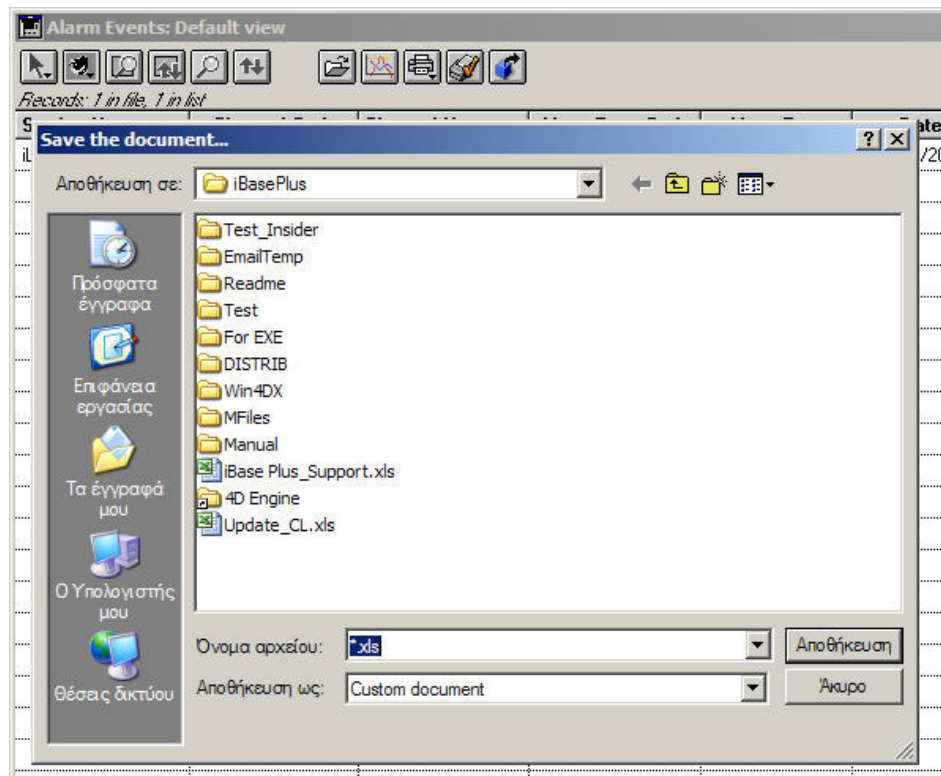 Alarm Events: Default view
Records: 1 in file, 1 in list
Save the document...
Αποθήκευση σε:
iBasePlus
Πρόσφατα
έγγραφα
Επιφάνεια
εργασίας
Τα έγγραφά
μου
Ο Υπολογιστής
μου
Θέσεις δικτύου
Test_Insider
EmailTemp
Readme
Test
For EXE
DISTRIB
Win4DX
MFiles
Manual
iBase Plus_Support.xls
4D Engine
Update_CL.xls
Όνομα αρχείου:
*.xls
Αποθήκευση
Αποθήκευση ως:
Custom document
Άκυρο